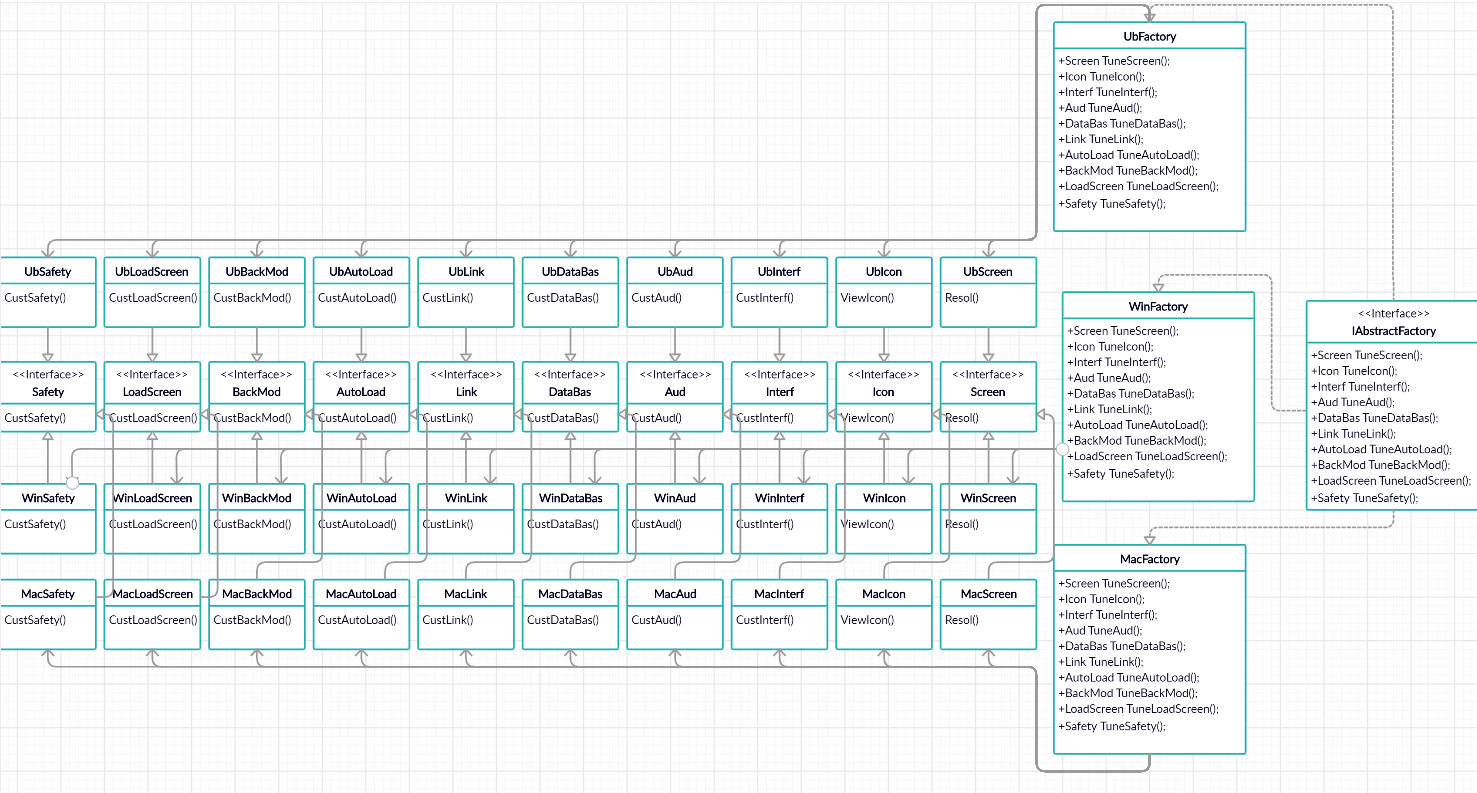 UbFactory
+Screen TuneScreen();
+Icon TuneIcon();
+Interf TuneInterf();
+Aud TuneAud();
+DataBas TuneDataBas();
+Link TuneLink();
+AutoLoad TuneAutoLoad();
+BackMod TuneBackMod();
+LoadScreen TuneLoadScreen();
+Safety TuneSafety();
UbSafety
CustSafety()
UbLoadScreen
CustLoadScreen()
UbBackMod
CustBackMod()
UbAutoLoad
CustAutoLoad()
UbLink
CustLink()
UbDataBas
CustDataBas()
UbAud
CustAud()
UbInterf
CustInterf()
UbIcon
ViewIcon()
UbScreen
Resol()
<<Interface>>
Safety
CustSafety()
<<Interface>>
LoadScreen
CustLoadScreen()
<<Interface>>
BackMod
CustBackMod()
<<Interface>>
AutoLoad
CustAutoLoad()
<<Interface>>
Link
CustLink()
<<Interface>>
DataBas
CustDataBas()
<<Interface>>
Aud
CustAud()
<<Interface>>
Interf
CustInterf()
<<Interface>>
Icon
ViewIcon()
<<Interface>>
Screen
Resol()
WinFactory
+Screen TuneScreen();
+Icon TuneIcon();
+Interf TuneInterf();
+Aud TuneAud();
+DataBas TuneDataBas();
+Link TuneLink();
+AutoLoad TuneAutoLoad();
+BackMod TuneBackMod();
+LoadScreen TuneLoadScreen();
+Safety TuneSafety();
<<Interface>>
IAbstractFactory
+Screen TuneScreen();
+Icon TuneIcon();
+Interf TuneInterf();
+Aud TuneAud();
+DataBas TuneDataBas();
+Link TuneLink();
+AutoLoad TuneAutoLoad();
+BackMod TuneBackMod();
+LoadScreen TuneLoadScreen();
+Safety TuneSafety();
WinSafety
CustSafety()
WinLoadScreen
CustLoadScreen()
WinBackMod
CustBackMod()
WinAutoLoad
CustAutoLoad()
WinLink
CustLink()
WinDataBas
CustDataBas()
WinAud
CustAud()
WinInterf
CustInterf()
WinIcon
ViewIcon()
WinScreen
Resol()
MacSafety
CustSafety()
MacLoadScreen
CustLoadScreen()
MacBackMod
CustBackMod()
MacAutoLoad
CustAutoLoad()
MacLink
CustLink()
MacDataBas
CustDataBas()
MacAud
CustAud()
MacInterf
CustInterf()
MacIcon
ViewIcon()
MacScreen
Resol()
MacFactory
+Screen TuneScreen();
+Icon TuneIcon();
+Interf TuneInterf();
+Aud TuneAud();
+DataBas TuneDataBas();
+Link TuneLink();
+AutoLoad TuneAutoLoad();
+BackMod TuneBackMod();
+LoadScreen TuneLoadScreen();
+Safety TuneSafety();